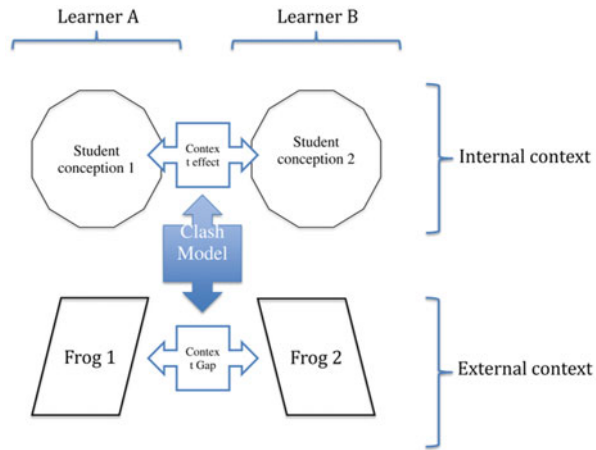 Learner A
Learner B
Student
conception 1
Contex
t effect
Student
conception 2
Internal context
Clash
Model
Frog 1
Contex
t Gap
Frog 2
External context